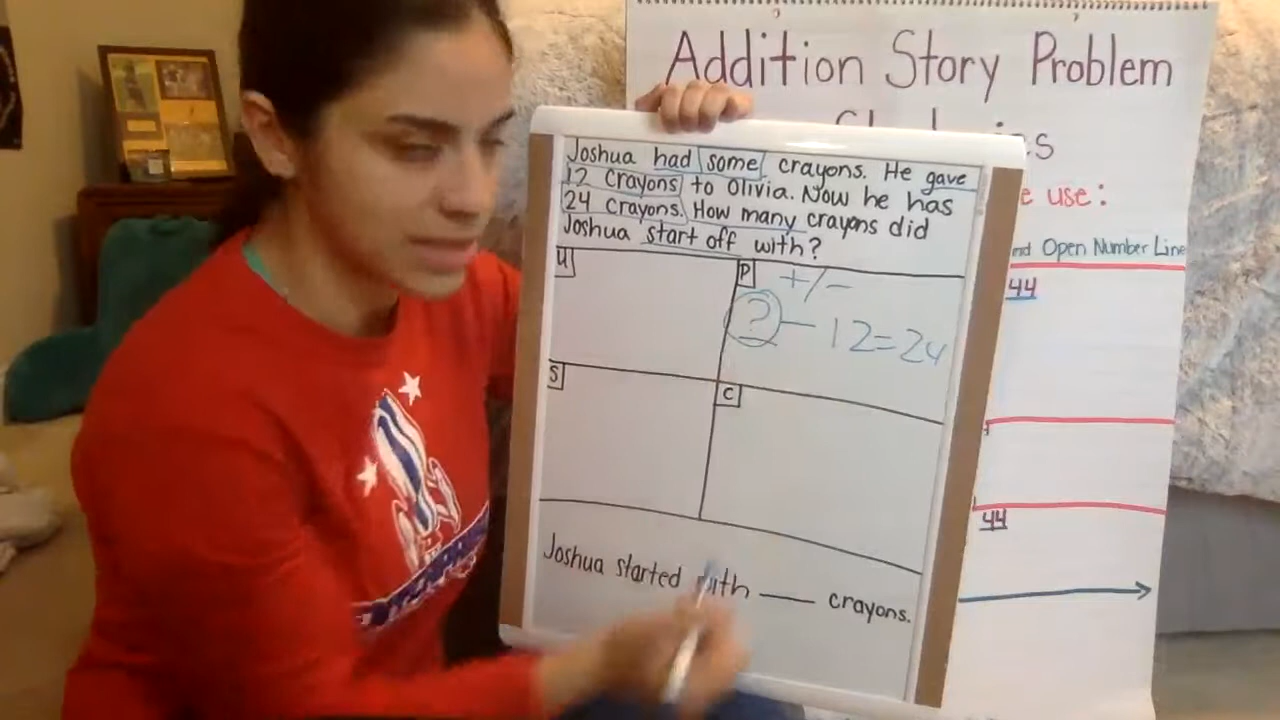 Addition Story Problem
Joshua had some crayons. He gave
12 crayons to Olivia. Now he has
24 crayons. How many crayons did
Joshua start off with?
U
P
+/-
? - 12 = 24
S
C
Joshua started with ___ crayons.
use:
Open Number Line
44
44